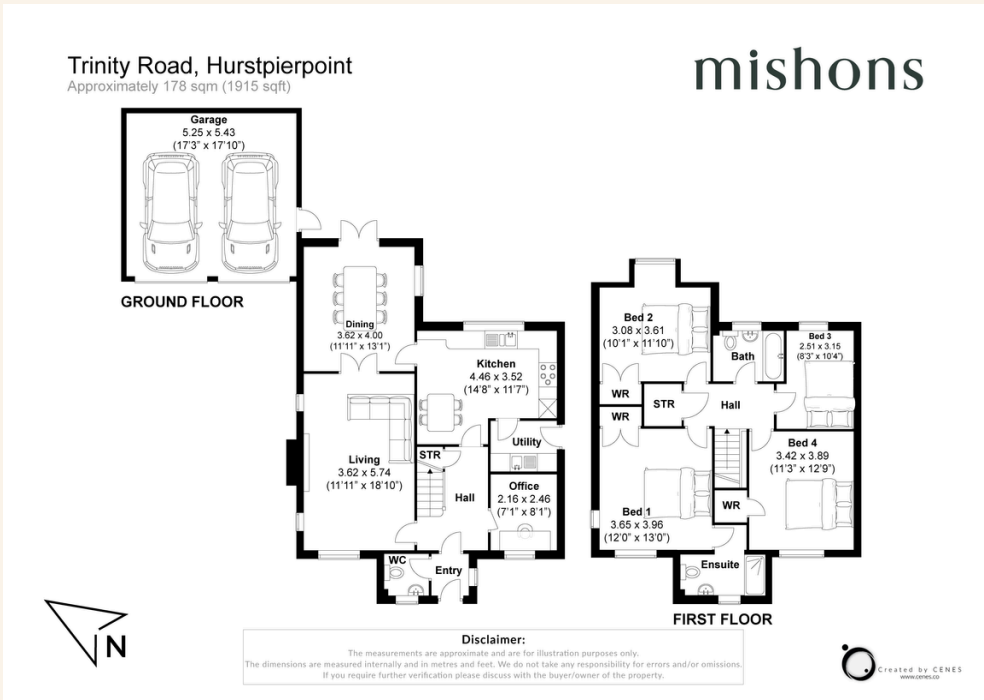 Trinity Road, Hurstpierpoint
Approximately 178 sqm (1915 sqft)
mishons
Garage
5.25 x 5.43
(17'3" x 17'10")
GROUND FLOOR
Dining
3.62 x 4.00
(11'11" x 13'1")
Kitchen
4.46 x 3.52
(14'8" x 11'7")
Utility
STR
Living
3.62 x 5.74
(11'11" x 18'10")
Hall
Office
2.16 x 2.46
(7'1" x 8'1")
WC
Entry
Bed 2
3.08 x 3.61
(10'1" x 11'10")
Bath
Bed 3
2.51 x 3.15
(8'3" x 10'4")
WR
STR
Hall
WR
Bed 4
3.42 x 3.89
(11'3" x 12'9")
WR
Bed 1
3.65 x 3.96
(12'0" x 13'0")
Ensuite
FIRST FLOOR
N
Disclaimer:
The measurements are approximate and are for illustration purposes only.
The dimensions are measured internally and in metres and feet. We do not take any responsibility for errors and/or omissions.
If you require further verification please discuss with the buyer/owner of the property.
Created by CENES
www.cenes.co